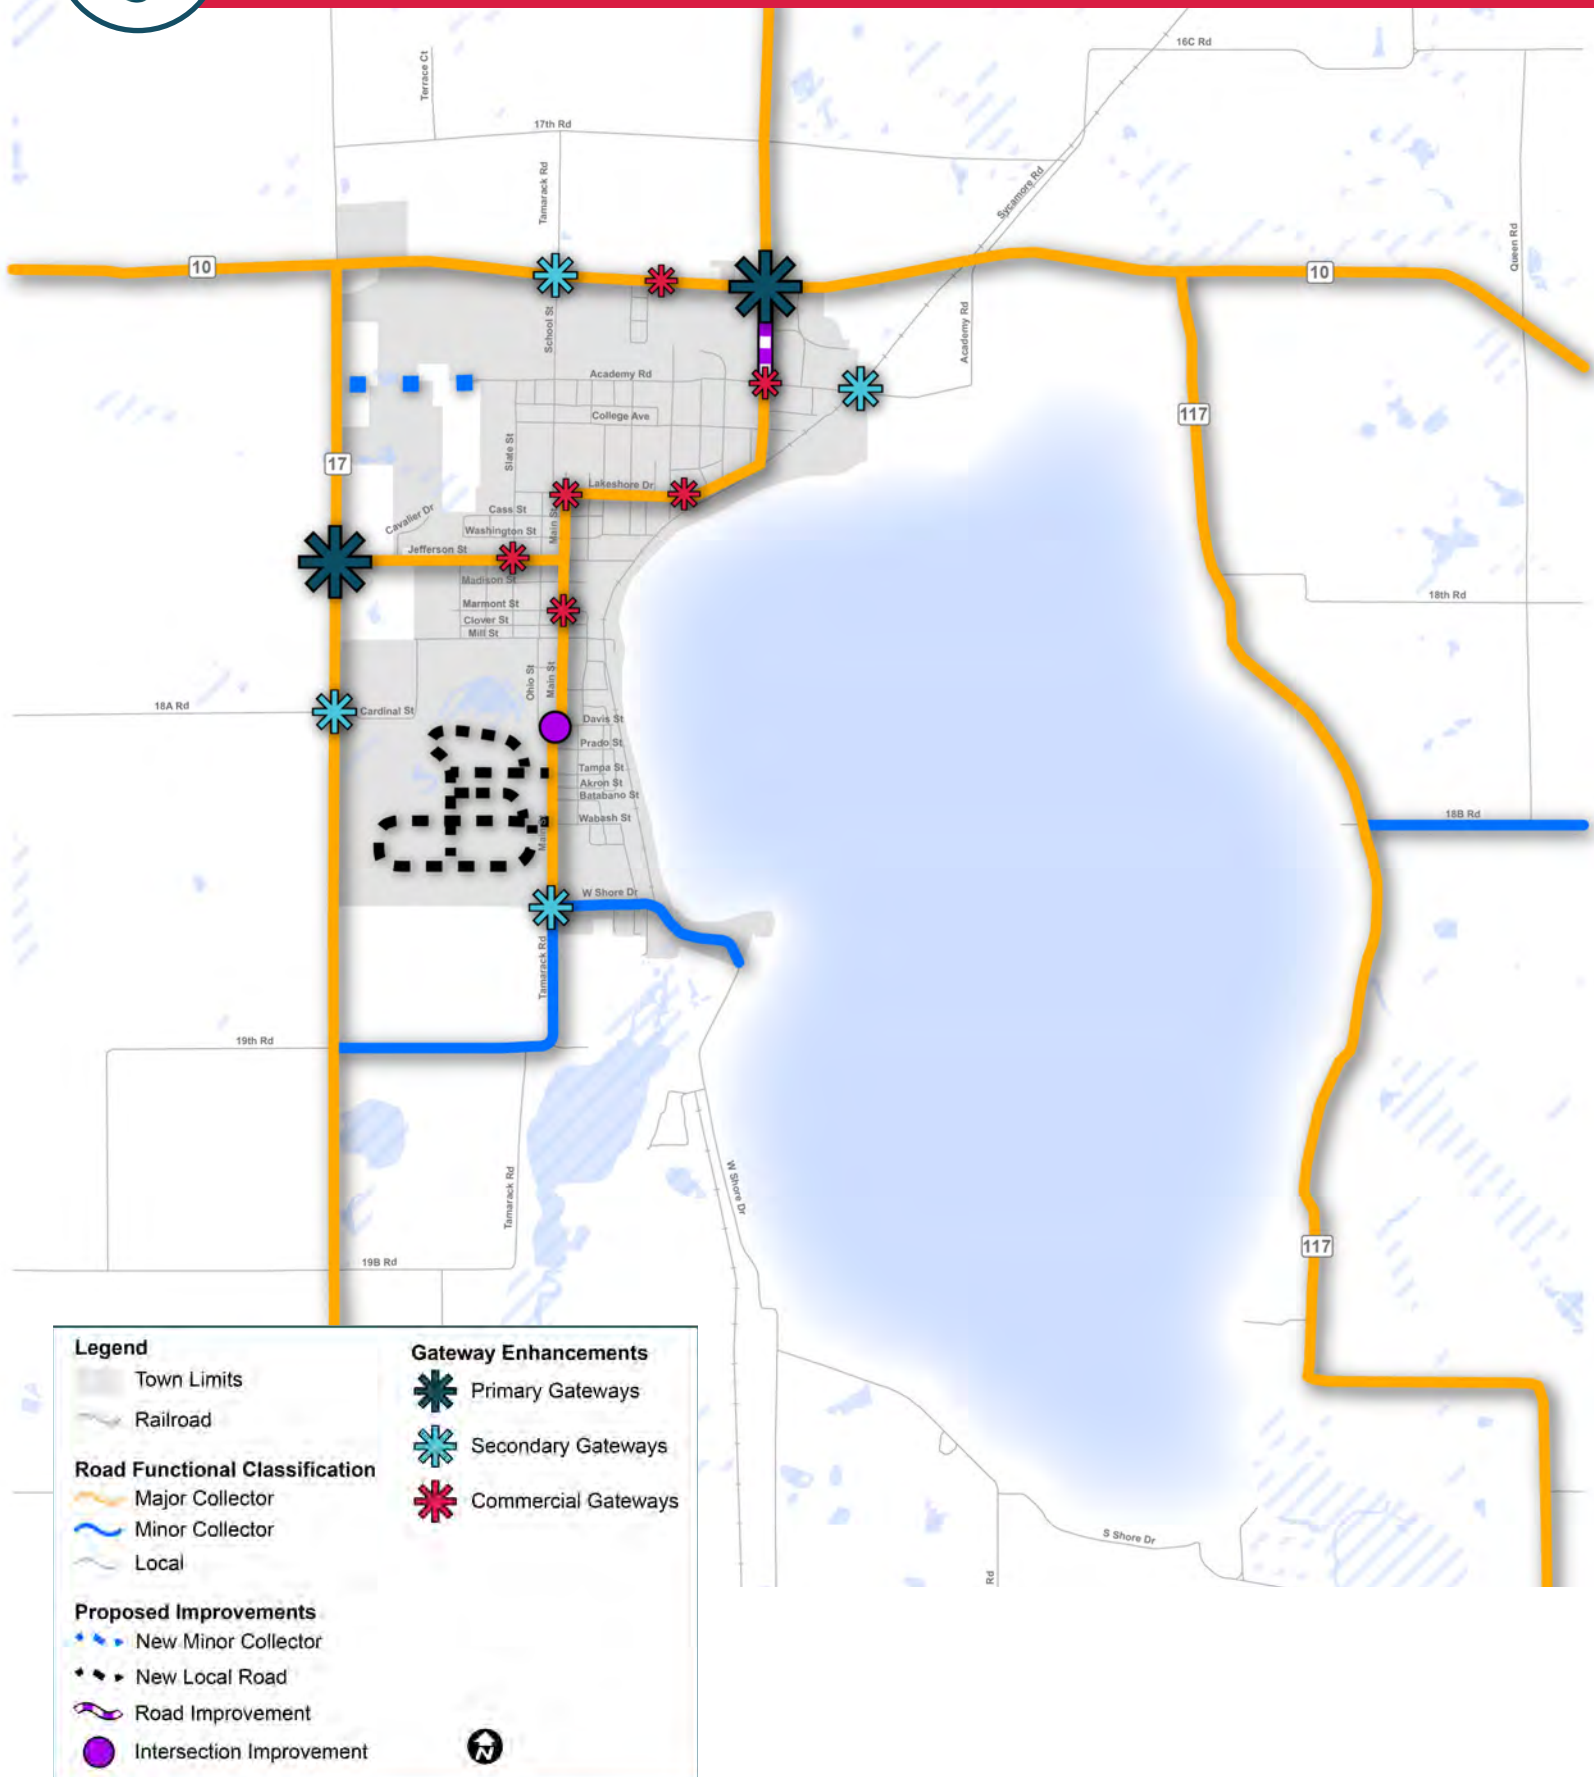 16C Rd
Terrace Ct
17th Rd
Tamarack Rd
Sycamore Rd
Queen Rd
10
10
School St
Academy Rd
Academy Rd
College Ave
117
Slate St
17
Lakeshore Dr
Cass St
Main St
Cavalier Dr
Washington St
Jefferson St
Madison St
18th Rd
Marmont St
Clover St
Mill St
Ohio St
Main St
18A Rd
Cardinal St
Davis St
Prado St
Tampa St
Akron St
Batabano St
Wabash St
Main St
18B Rd
W Shore Dr
Tamarack Rd
19th Rd
Tamarack Rd
W Shore Dr
117
19B Rd
S Shore Dr
Rd
Legend
Town Limits
Railroad
Road Functional Classification
Major Collector
Minor Collector
Local
Proposed Improvements
New Minor Collector
New Local Road
Road Improvement
Intersection Improvement
Gateway Enhancements
Primary Gateways
Secondary Gateways
Commercial Gateways
N